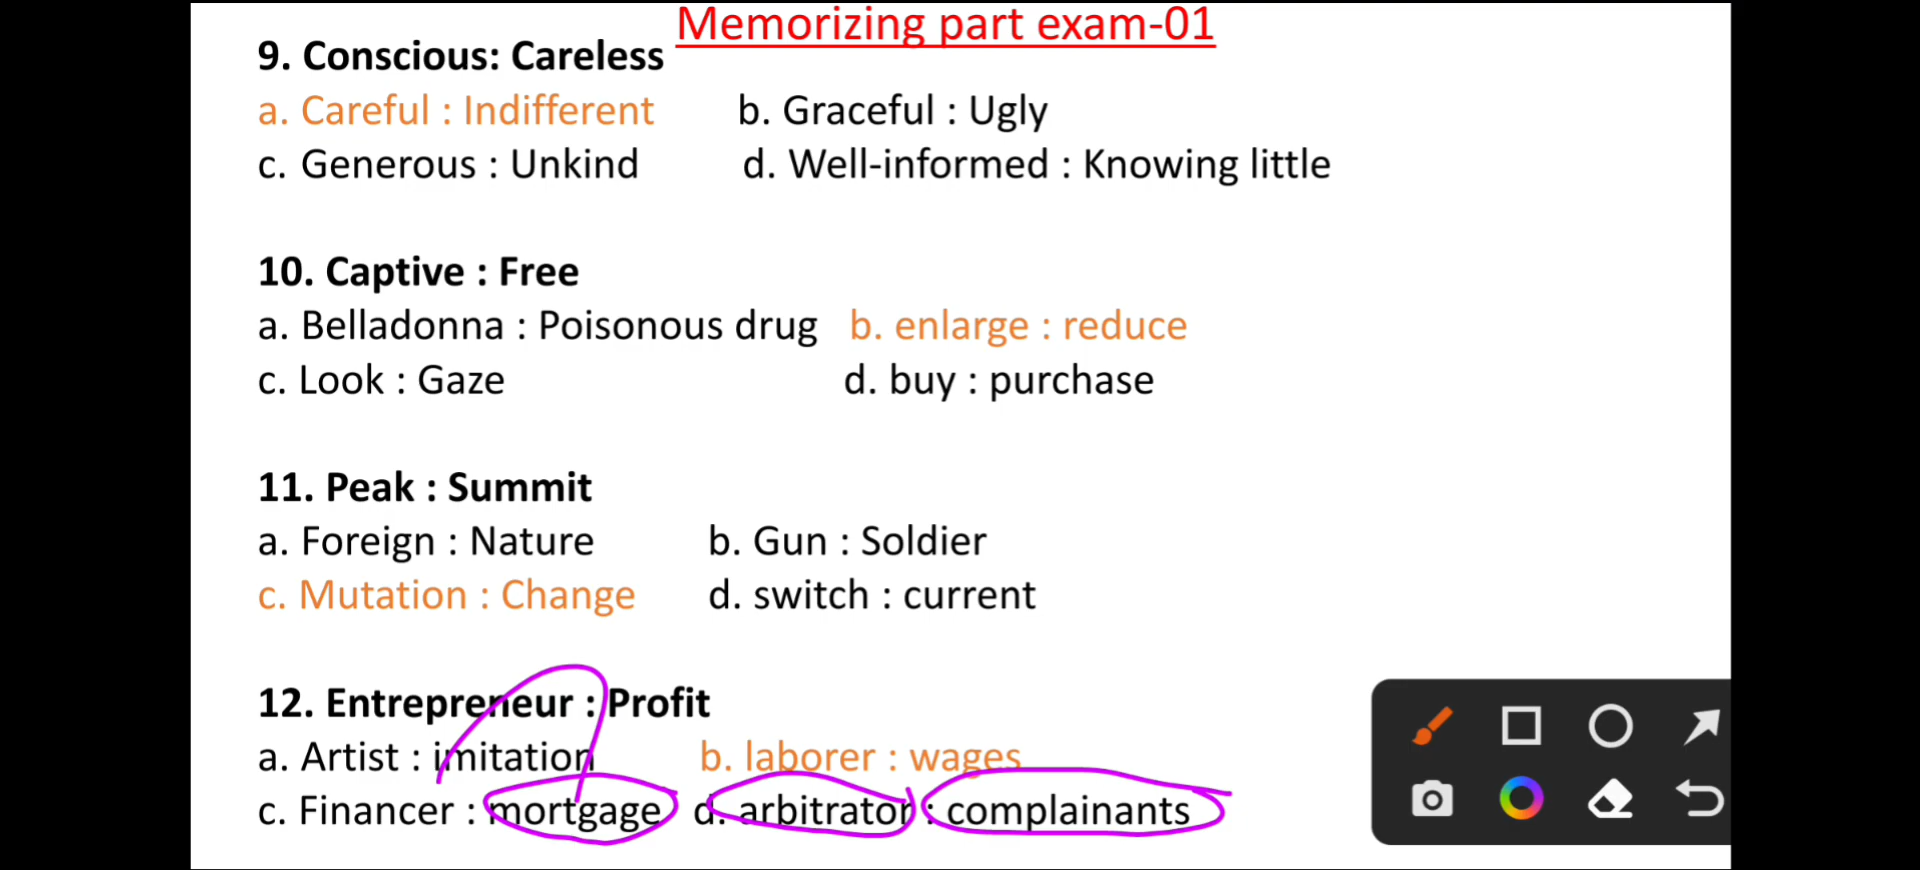 Memorizing part exam-01
9. Conscious: Careless
a. Careful : Indifferent b. Graceful : Ugly
c. Generous : Unkind d. Well-informed : Knowing little
10. Captive : Free
a. Belladonna : Poisonous drug b. enlarge : reduce
c. Look : Gaze d. buy : purchase
11. Peak : Summit
a. Foreign : Nature b. Gun : Soldier
c. Mutation : Change d. switch : current
12. Entrepreneur : Profit
a. Artist : imitation b. laborer : wages
c. Financer : mortgage d. arbitrator : complainants